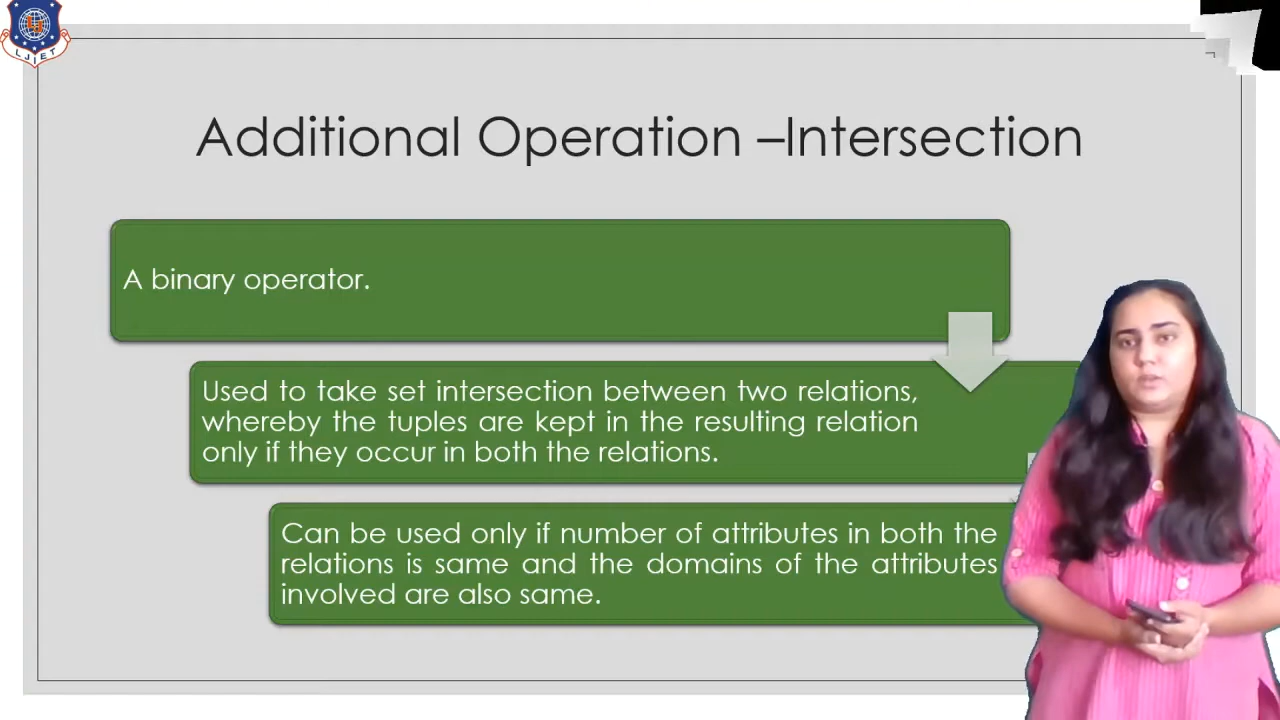 LJIET
Additional Operation –Intersection
A binary operator.
Used to take set intersection between two relations,
whereby the tuples are kept in the resulting relation
only if they occur in both the relations.
Can be used only if number of attributes in both the
relations is same and the domains of the attributes
involved are also same.